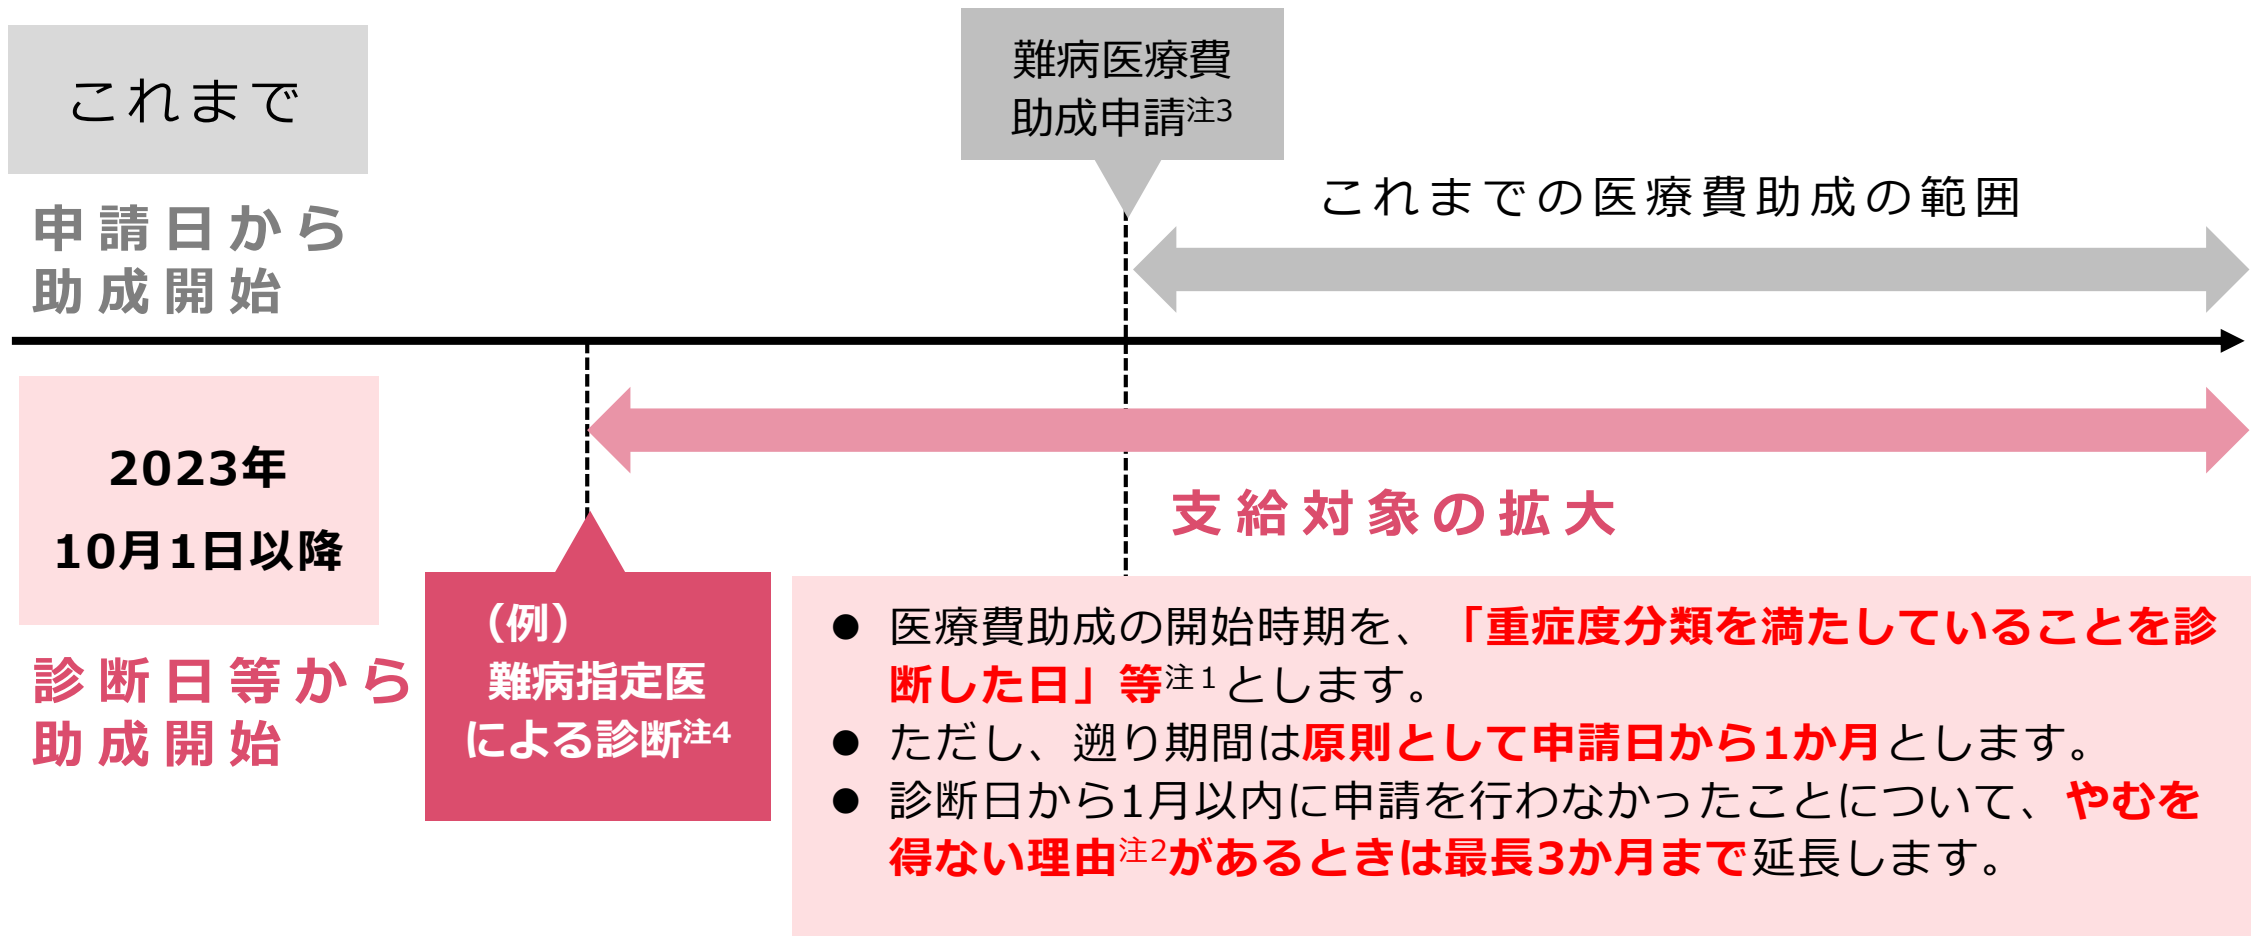 これまで
申請日から
助成開始
難病医療費
助成申請注3
これまでの医療費助成の範囲
2023年
10月1日以降
診断日等から
助成開始
支給対象の拡大
（例）
難病指定医
による診断注4
● 医療費助成の開始時期を、「重症度分類を満たしていることを診
断した日」等注１とします。
● ただし、遡り期間は原則として申請日から1か月とします。
● 診断日から1月以内に申請を行わなかったことについて、やむを
得ない理由注2があるときは最長3か月まで延長します。